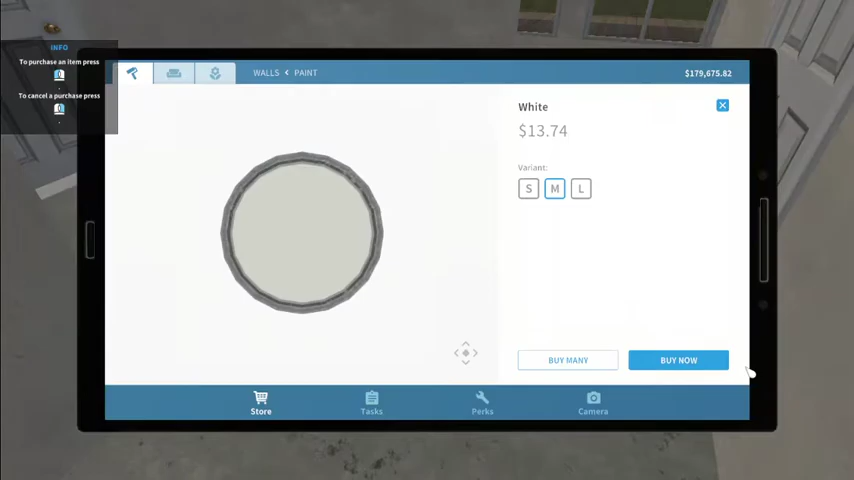 INFO
To purchase an item press
.
To cancel a purchase press
.
WALLS < PAINT
$179,675.82
White
$13.74
Variant:
S M L
BUY MANY
BUY NOW
Store
Tasks
Perks
Camera